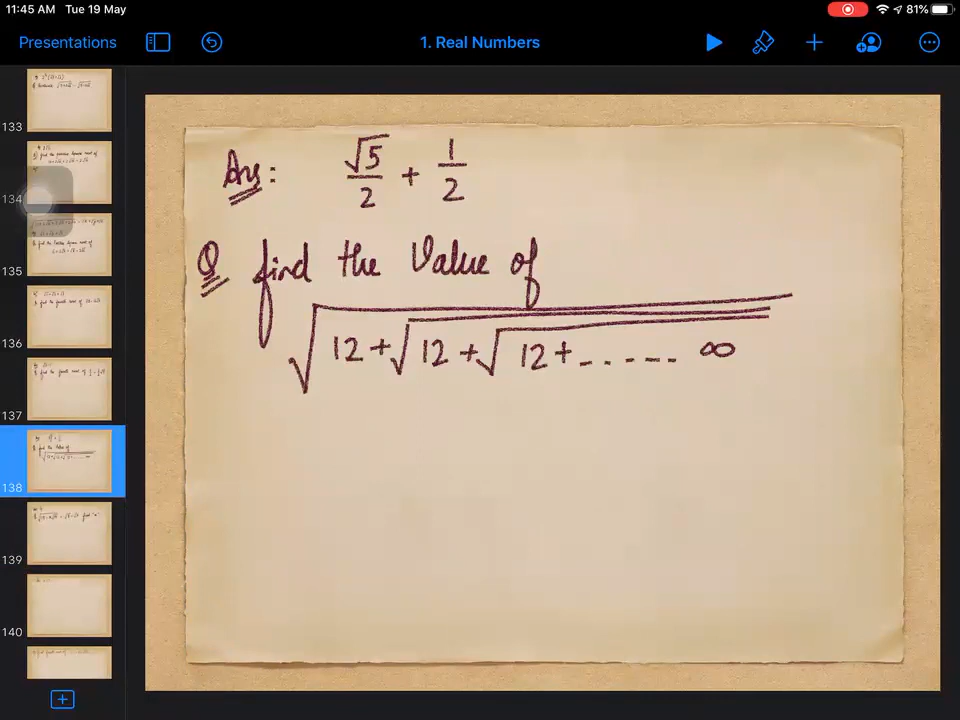 11:45 AM Tue 19 May
81%
Presentations
1. Real Numbers
133
134
135
136
137
138
139
140
Ans: √5/2 + 1/2
Q find the Value of
√(12+√(12+√(12+...... ∞